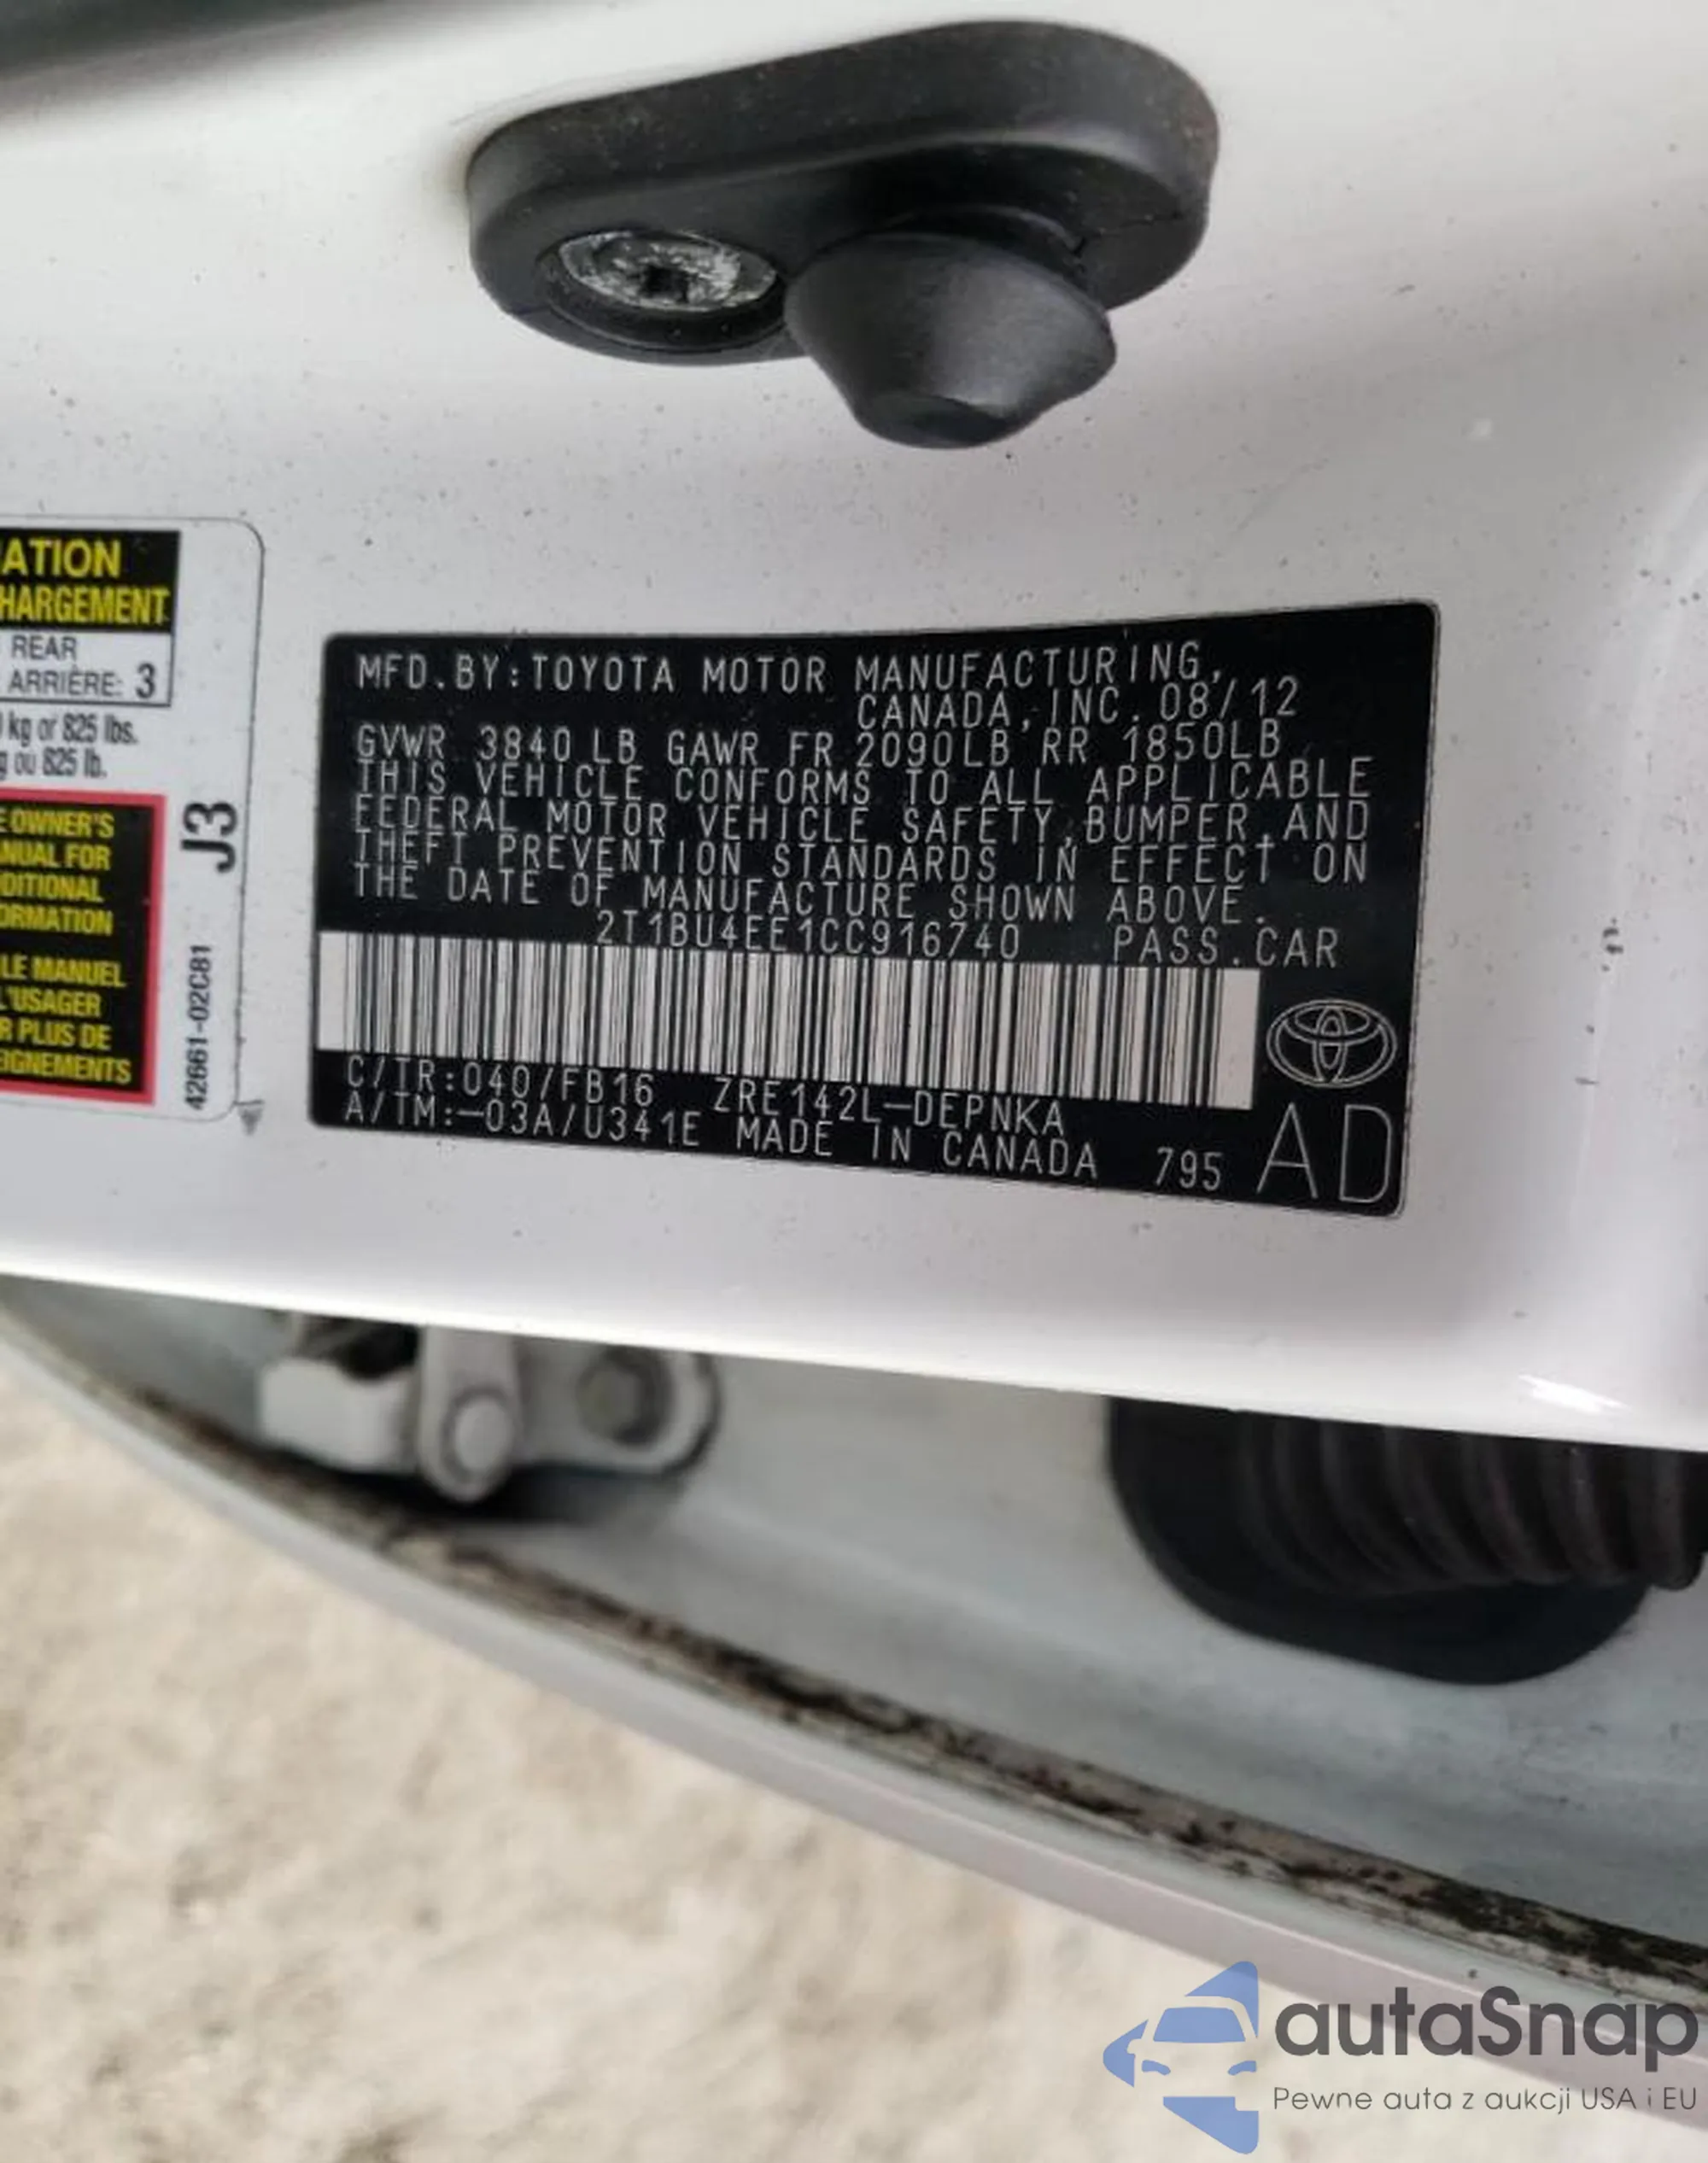 ATION
HARGEMENT
REAR
ARRIÈRE: 3
kg or 825 lbs.
ou 825 lb.
OWNER'S
NUAL FOR
DITIONAL
ORMATION
LE MANUEL
L'USAGER
R PLUS DE
EIGNEMENTS
J3
42661-02C81
MFD.BY:TOYOTA MOTOR MANUFACTURING,
CANADA, INC. 08/12
GVWR 3840 LB GAWR FR 2090LB RR 1850LB
THIS VEHICLE CONFORMS TO ALL APPLICABLE
FEDERAL MOTOR VEHICLE SAFETY,BUMPER,AND
THEFT PREVENTION STANDARDS IN EFFECT ON
THE DATE OF MANUFACTURE SHOWN ABOVE.
2T1BU4EE1CC916740 PASS.CAR
C/TR:040/FB16 ZRE142L-DEPNKA
A/TM:-03A/U341E MADE IN CANADA 795
AD
autaSnap
Pewne auta z aukcji USA i EU